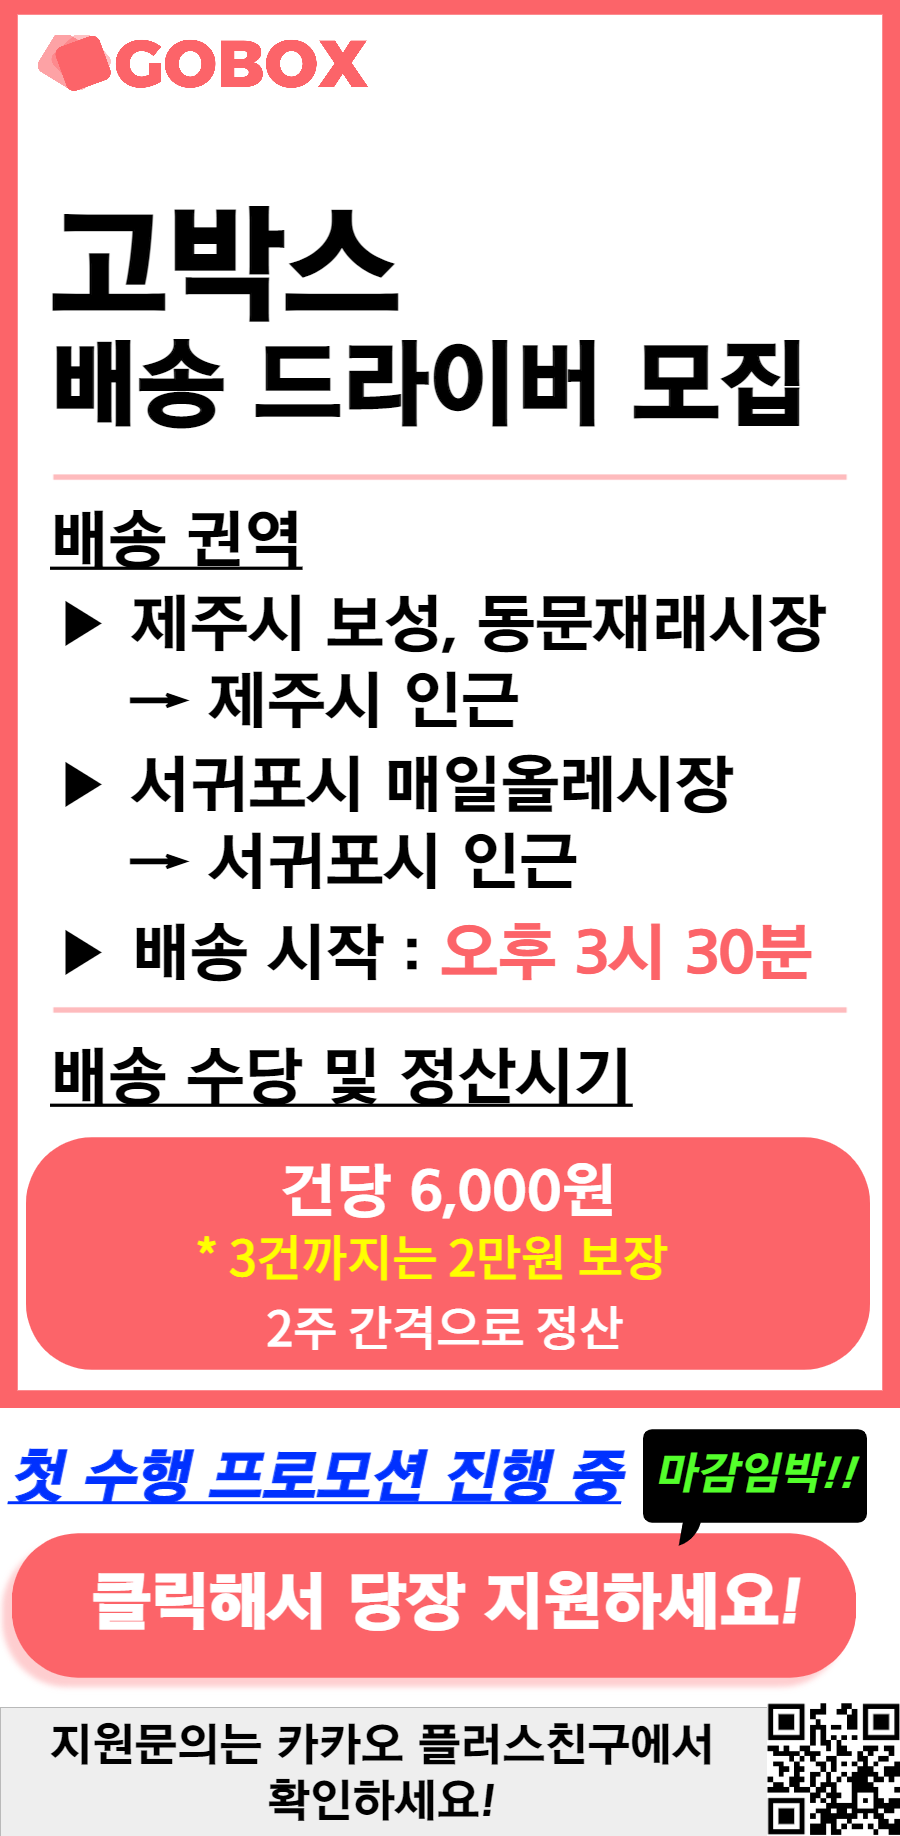 GOBOX
고박스
배송 드라이버 모집
배송 권역
▶ 제주시 보성, 동문재래시장
→ 제주시 인근
▶ 서귀포시 매일올레시장
→ 서귀포시 인근
▶ 배송 시작 : 오후 3시 30분
배송 수당 및 정산시기
건당 6,000원
* 3건까지는 2만원 보장
2주 간격으로 정산
첫 수행 프로모션 진행 중
마감임박!!
클릭해서 당장 지원하세요!
지원문의는 카카오 플러스친구에서
확인하세요!